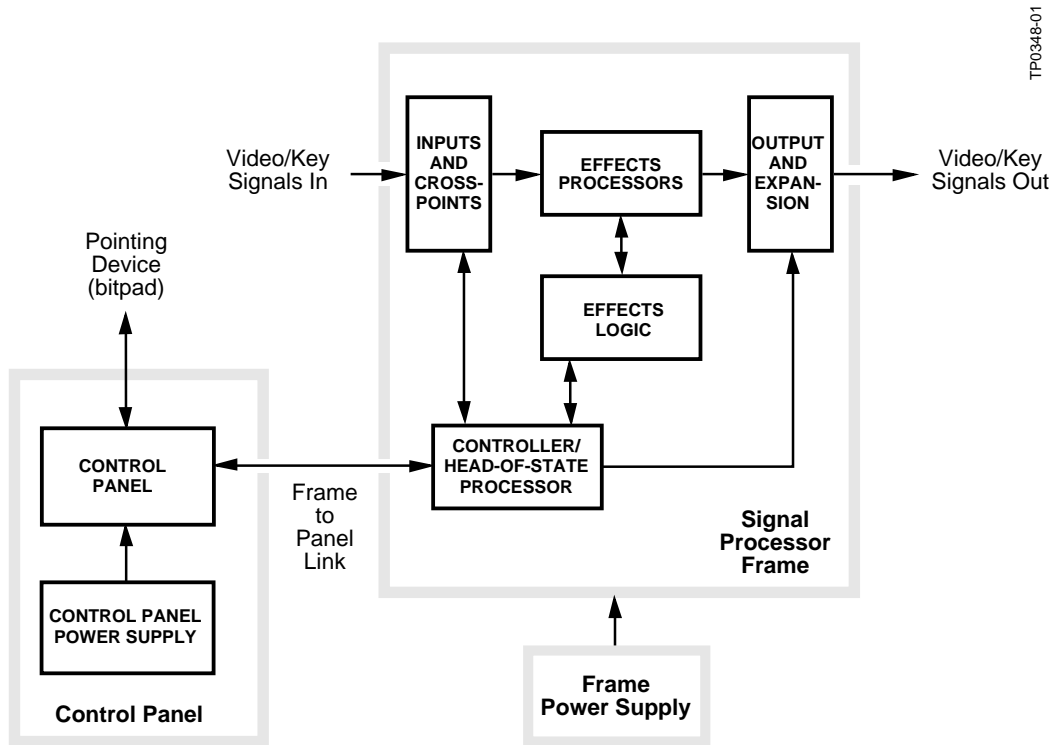 TP0348-01
INPUTS
AND
CROSS-
POINTS
EFFECTS
PROCESSORS
OUTPUT
AND
EXPAN-
SION
Video/Key
Signals In
Video/Key
Signals Out
Pointing
Device
(bitpad)
EFFECTS
LOGIC
CONTROL
PANEL
CONTROLLER/
HEAD-OF-STATE
PROCESSOR
Frame
to
Panel
Link
Signal
Processor
Frame
CONTROL PANEL
POWER SUPPLY
Control Panel
Frame
Power Supply